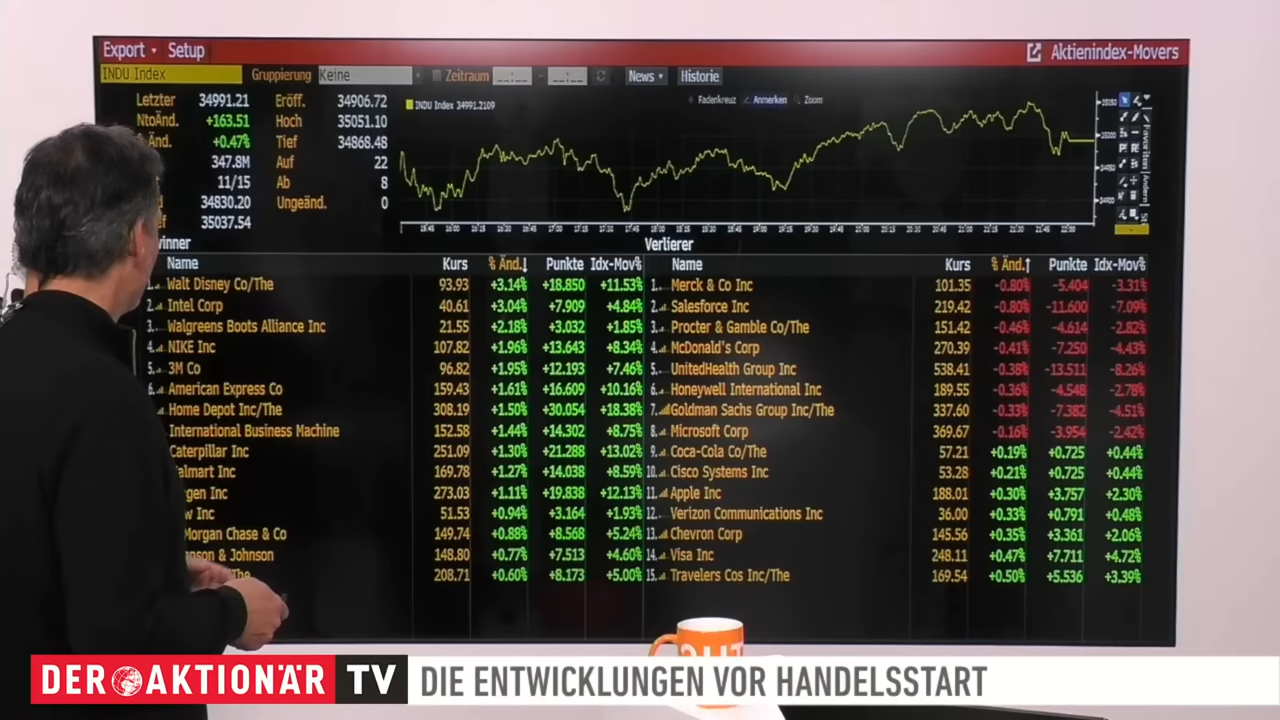 Export Setup Aktienindex-Movers
INDU Index Gruppierung Keine Zeitraum News Historie
Letzter 34991.21 Eröff. 34906.72
NtoÄnd. +163.51 Hoch 35051.10
Änd. +0.47% Tief 34868.48
347.8M Auf 22
11/15 Ab 8
34830.20 Ungeänd. 0
35037.54
INDU Index 34991.2109 Fadenkreuz Anmerken Zoom
Verlierer
Name Kurs % Änd. Punkte Idx-Mov% Name Kurs % Änd. Punkte Idx-Mov%
1. Walt Disney Co/The 93.93 +3.14% +18.850 +11.53% 1. Merck & Co Inc 101.35 -0.80% -5.404 -3.31%
2. Intel Corp 40.61 +3.04% +7.909 +4.84% 2. Salesforce Inc 219.42 -0.80% -11.600 -7.09%
3. Walgreens Boots Alliance Inc 21.55 +2.18% +3.032 +1.85% 3. Procter & Gamble Co/The 151.42 -0.46% -4.614 -2.82%
4. NIKE Inc 107.82 +1.96% +13.643 +8.34% 4. McDonald's Corp 270.39 -0.41% -7.250 -4.43%
5. 3M Co 96.82 +1.95% +12.193 +7.46% 5. UnitedHealth Group Inc 538.41 -0.38% -13.511 -8.26%
6. American Express Co 159.43 +1.61% +16.609 +10.16% 6. Honeywell International Inc 189.55 -0.36% -4.548 -2.78%
Home Depot Inc/The 308.19 +1.50% +30.054 +18.38% 7. Goldman Sachs Group Inc/The 337.60 -0.33% -7.382 -4.51%
International Business Machine 152.58 +1.44% +14.302 +8.75% 8. Microsoft Corp 369.67 -0.16% -3.954 -2.42%
Caterpillar Inc 251.09 +1.30% +21.288 +13.02% 9. Coca-Cola Co/The 57.21 +0.19% +0.725 +0.44%
almart Inc 169.78 +1.27% +14.038 +8.59% 10. Cisco Systems Inc 53.28 +0.21% +0.725 +0.44%
gen Inc 273.03 +1.11% +19.838 +12.13% 11. Apple Inc 188.01 +0.30% +3.757 +2.30%
w Inc 51.53 +0.94% +3.164 +1.93% 12. Verizon Communications Inc 36.00 +0.33% +0.791 +0.48%
Morgan Chase & Co 149.74 +0.88% +8.568 +5.24% 13. Chevron Corp 145.56 +0.35% +3.361 +2.06%
nson & Johnson 148.80 +0.77% +7.513 +4.60% 14. Visa Inc 248.11 +0.47% +7.711 +4.72%
The 208.71 +0.60% +8.173 +5.00% 15. Travelers Cos Inc/The 169.54 +0.50% +5.536 +3.39%
DER AKTIONÄR TV DIE ENTWICKLUNGEN VOR HANDELSSTART